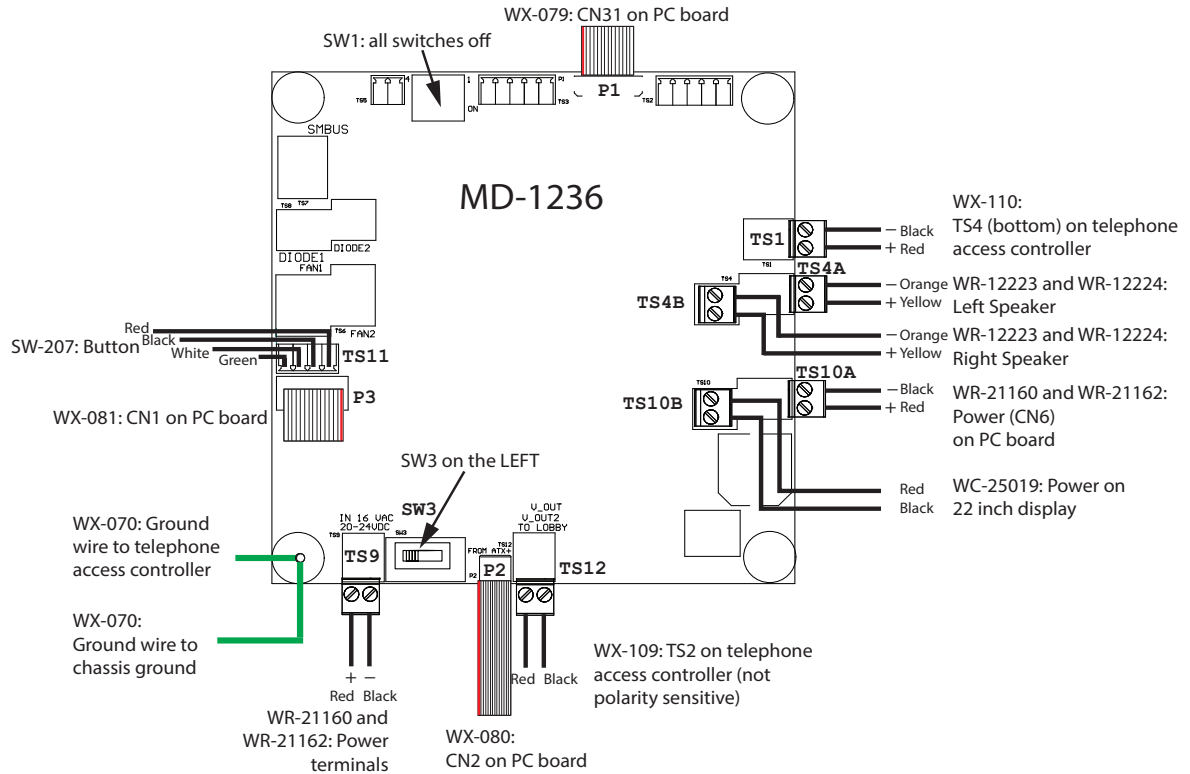 WX-079: CN31 on PC board
SW1: all switches off
P1
4
1
ON
TS5
P1
TS3
TS2
SMBUS
TS7
TS8
DIODE2
DIODE1
FAN1
TS6
FAN2
MD-1236
TS1
TS1
− Black
+ Red
WX-110:
TS4 (bottom) on telephone
access controller
TS4A
TS4
TS4B
− Orange
+ Yellow
WR-12223 and WR-12224:
Left Speaker
− Orange
+ Yellow
WR-12223 and WR-12224:
Right Speaker
TS10A
TS10
TS10B
− Black
+ Red
WR-21160 and WR-21162:
Power (CN6)
on PC board
Red
Black
WC-25019: Power on
22 inch display
Red
Black
White
Green
SW-207: Button
TS11
P3
WX-081: CN1 on PC board
SW3 on the LEFT
SW3
SW3
IN 16 VAC
20-24VDC
TS9
TS9
V_OUT
V_OUT2
TO LOBBY
TS12
FROM ATX+
P2
P2
TS12
WX-070: Ground
wire to telephone
access controller
WX-070:
Ground wire to
chassis ground
+ −
Red Black
WR-21160 and
WR-21162: Power
terminals
Red Black
WX-109: TS2 on telephone
access controller (not
polarity sensitive)
WX-080:
CN2 on PC board